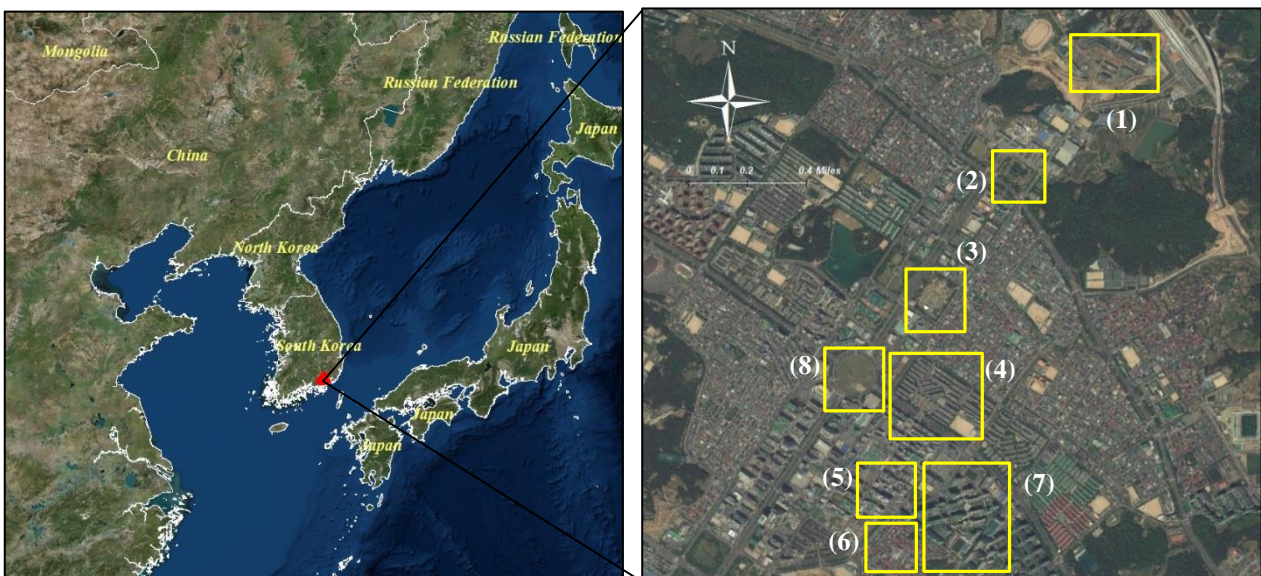 Mongolia
Russian Federation
Russian Federation
Japan
China
North Korea
South Korea
Japan
Japan
Japan
N
0 0.1 0.2 0.4 Miles
(1)
(2)
(3)
(8)
(4)
(5)
(7)
(6)